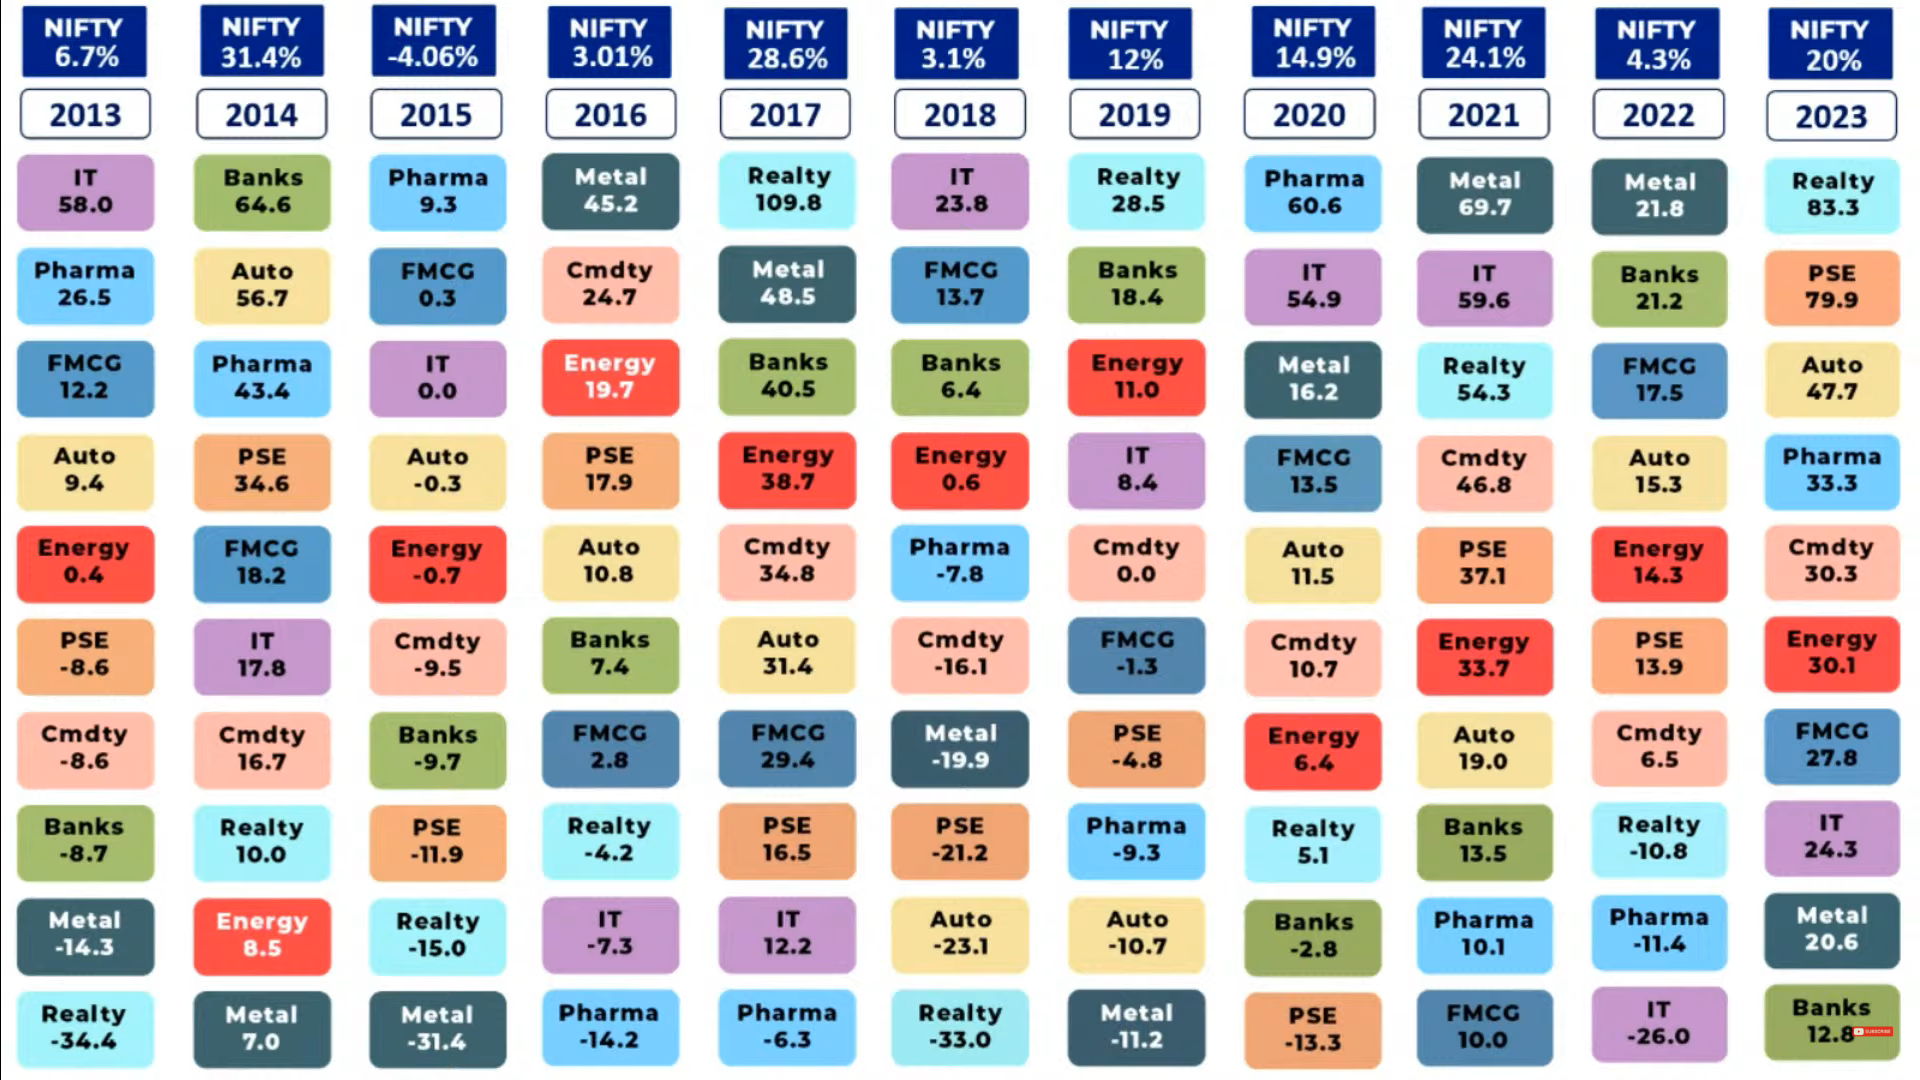 NIFTY
6.7%
NIFTY
31.4%
NIFTY
-4.06%
NIFTY
3.01%
NIFTY
28.6%
NIFTY
3.1%
NIFTY
12%
NIFTY
14.9%
NIFTY
24.1%
NIFTY
4.3%
NIFTY
20%
2013 2014 2015 2016 2017 2018 2019 2020 2021 2022 2023
IT
58.0
Banks
64.6
Pharma
9.3
Metal
45.2
Realty
109.8
IT
23.8
Realty
28.5
Pharma
60.6
Metal
69.7
Metal
21.8
Realty
83.3
Pharma
26.5
Auto
56.7
FMCG
0.3
Cmdty
24.7
Metal
48.5
FMCG
13.7
Banks
18.4
IT
54.9
IT
59.6
Banks
21.2
PSE
79.9
FMCG
12.2
Pharma
43.4
IT
0.0
Energy
19.7
Banks
40.5
Banks
6.4
Energy
11.0
Metal
16.2
Realty
54.3
FMCG
17.5
Auto
47.7
Auto
9.4
PSE
34.6
Auto
-0.3
PSE
17.9
Energy
38.7
Energy
0.6
IT
8.4
FMCG
13.5
Cmdty
46.8
Auto
15.3
Pharma
33.3
Energy
0.4
FMCG
18.2
Energy
-0.7
Auto
10.8
Cmdty
34.8
Pharma
-7.8
Cmdty
0.0
Auto
11.5
PSE
37.1
Energy
14.3
Cmdty
30.3
PSE
-8.6
IT
17.8
Cmdty
-9.5
Banks
7.4
Auto
31.4
Cmdty
-16.1
FMCG
-1.3
Cmdty
10.7
Energy
33.7
PSE
13.9
Energy
30.1
Cmdty
-8.6
Cmdty
16.7
Banks
-9.7
FMCG
2.8
FMCG
29.4
Metal
-19.9
PSE
-4.8
Energy
6.4
Auto
19.0
Cmdty
6.5
FMCG
27.8
Banks
-8.7
Realty
10.0
PSE
-11.9
Realty
-4.2
PSE
16.5
PSE
-21.2
Pharma
-9.3
Realty
5.1
Banks
13.5
Realty
-10.8
IT
24.3
Metal
-14.3
Energy
8.5
Realty
-15.0
IT
-7.3
IT
12.2
Auto
-23.1
Auto
-10.7
Banks
-2.8
Pharma
10.1
Pharma
-11.4
Metal
20.6
Realty
-34.4
Metal
7.0
Metal
-31.4
Pharma
-14.2
Pharma
-6.3
Realty
-33.0
Metal
-11.2
PSE
-13.3
FMCG
10.0
IT
-26.0
Banks
12.8
SUBSCRIBE